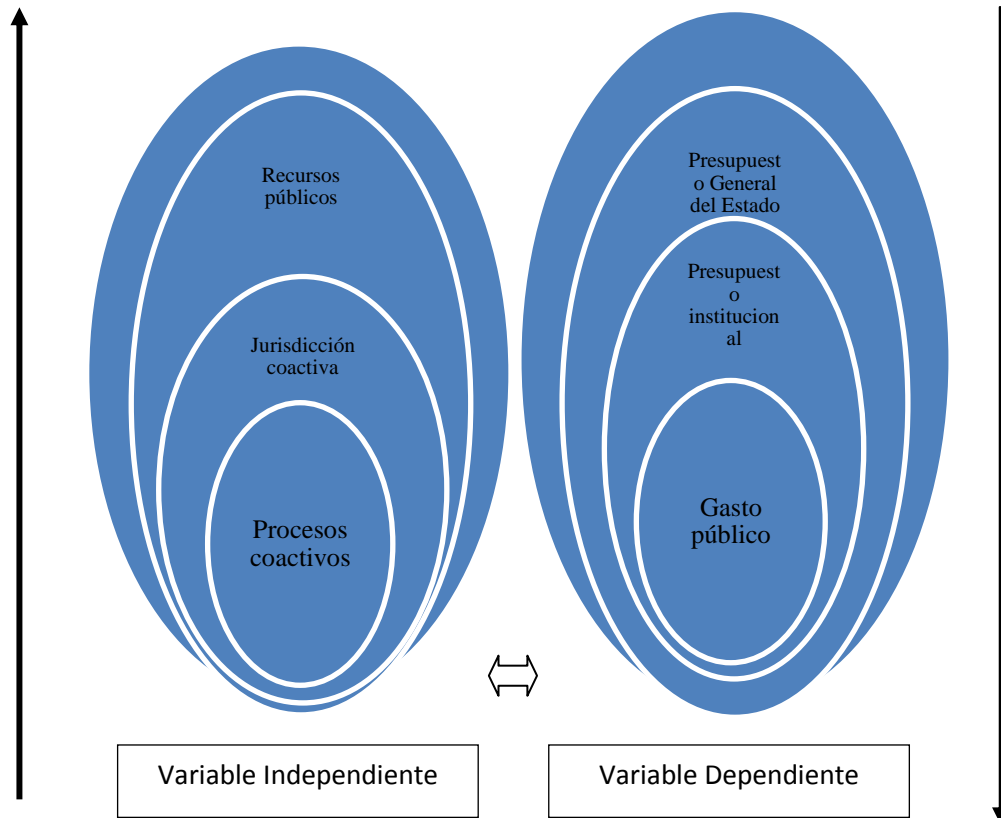 Recursos
públicos
Jurisdicción
coactiva
Procesos
coactivos
Presupuest
o General
del Estado
Presupuest
o
institucion
al
Gasto
público
Variable Independiente
Variable Dependiente